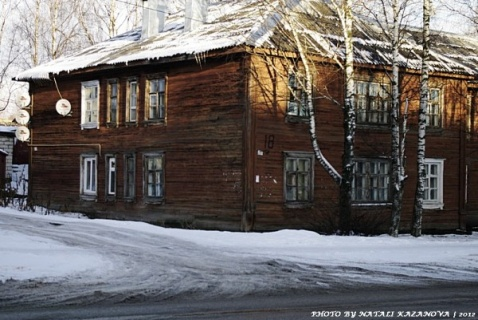 18
PHOTO BY NATALI KAZANOVA | 2012